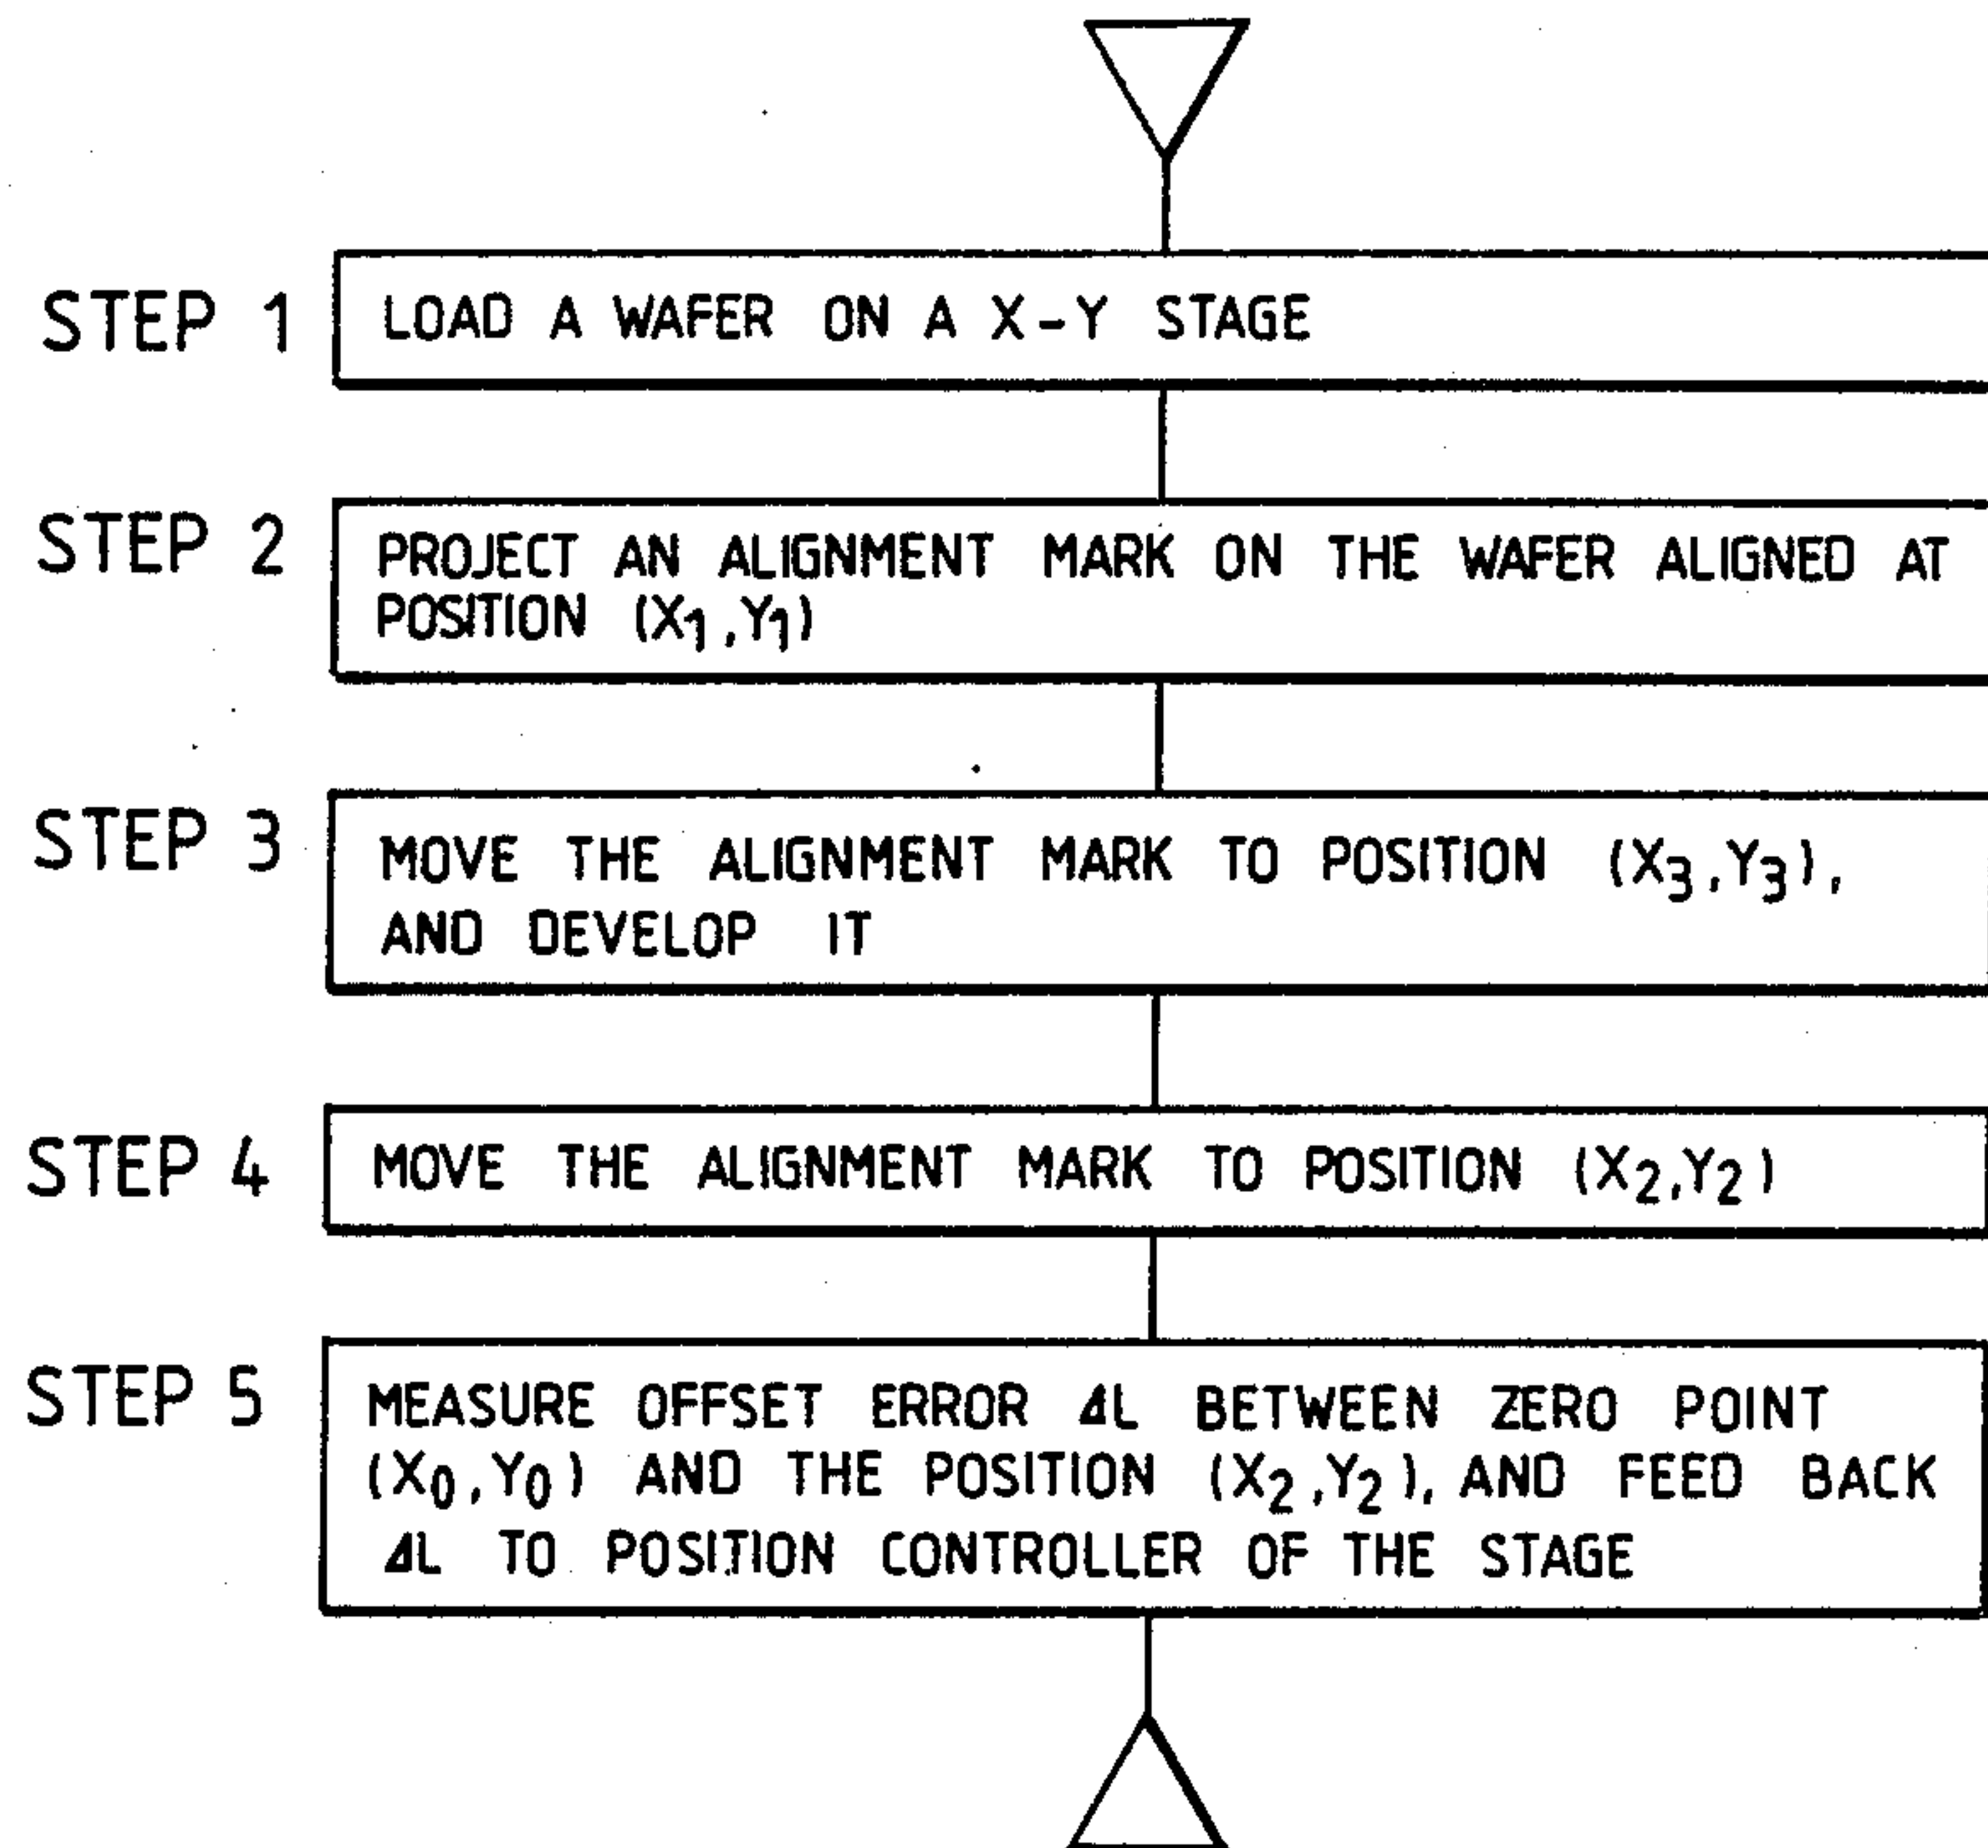 STEP 1
LOAD A WAFER ON A X-Y STAGE
STEP 2
PROJECT AN ALIGNMENT MARK ON THE WAFER ALIGNED AT
POSITION (X₁,Y₁)
STEP 3
MOVE THE ALIGNMENT MARK TO POSITION (X₃,Y₃),
AND DEVELOP IT
STEP 4
MOVE THE ALIGNMENT MARK TO POSITION (X₂,Y₂)
STEP 5
MEASURE OFFSET ERROR ΔL BETWEEN ZERO POINT
(X₀,Y₀) AND THE POSITION (X₂,Y₂), AND FEED BACK
ΔL TO POSITION CONTROLLER OF THE STAGE